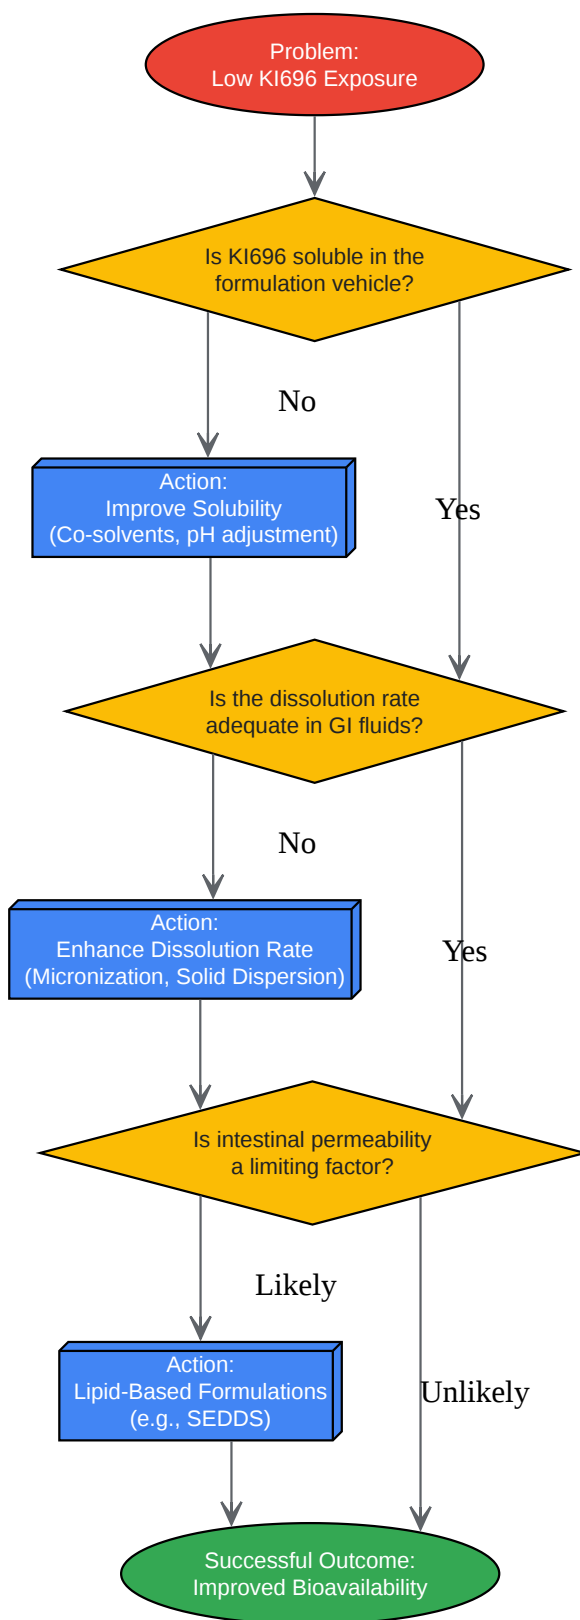 Problem:
Low KI696 Exposure
Is KI696 soluble in the
formulation vehicle?
No
Action:
Improve Solubility
(Co-solvents, pH adjustment)
Yes
Is the dissolution rate
adequate in GI fluids?
No
Action:
Enhance Dissolution Rate
(Micronization, Solid Dispersion)
Yes
Is intestinal permeability
a limiting factor?
Likely
Action:
Lipid-Based Formulations
(e.g., SEDDS)
Unlikely
Successful Outcome:
Improved Bioavailability